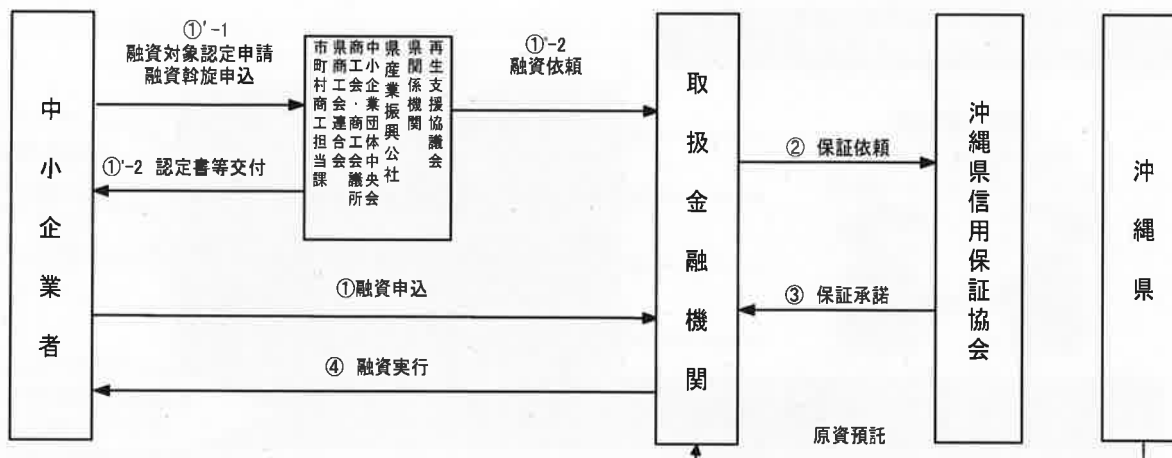 ①'-1
融資対象認定申請
融資斡旋申込
①'-2
融資依頼
再生支援協議会
県関係機関
県産業振興公社
中小企業団体中央会
商工会・商工会議所
県商工会連合会
市町村商工担当課
中小企業者
取扱金融機関
沖縄県信用保証協会
沖縄県
①'-2 認定書等交付
② 保証依頼
①融資申込
③ 保証承諾
④ 融資実行
原資預託